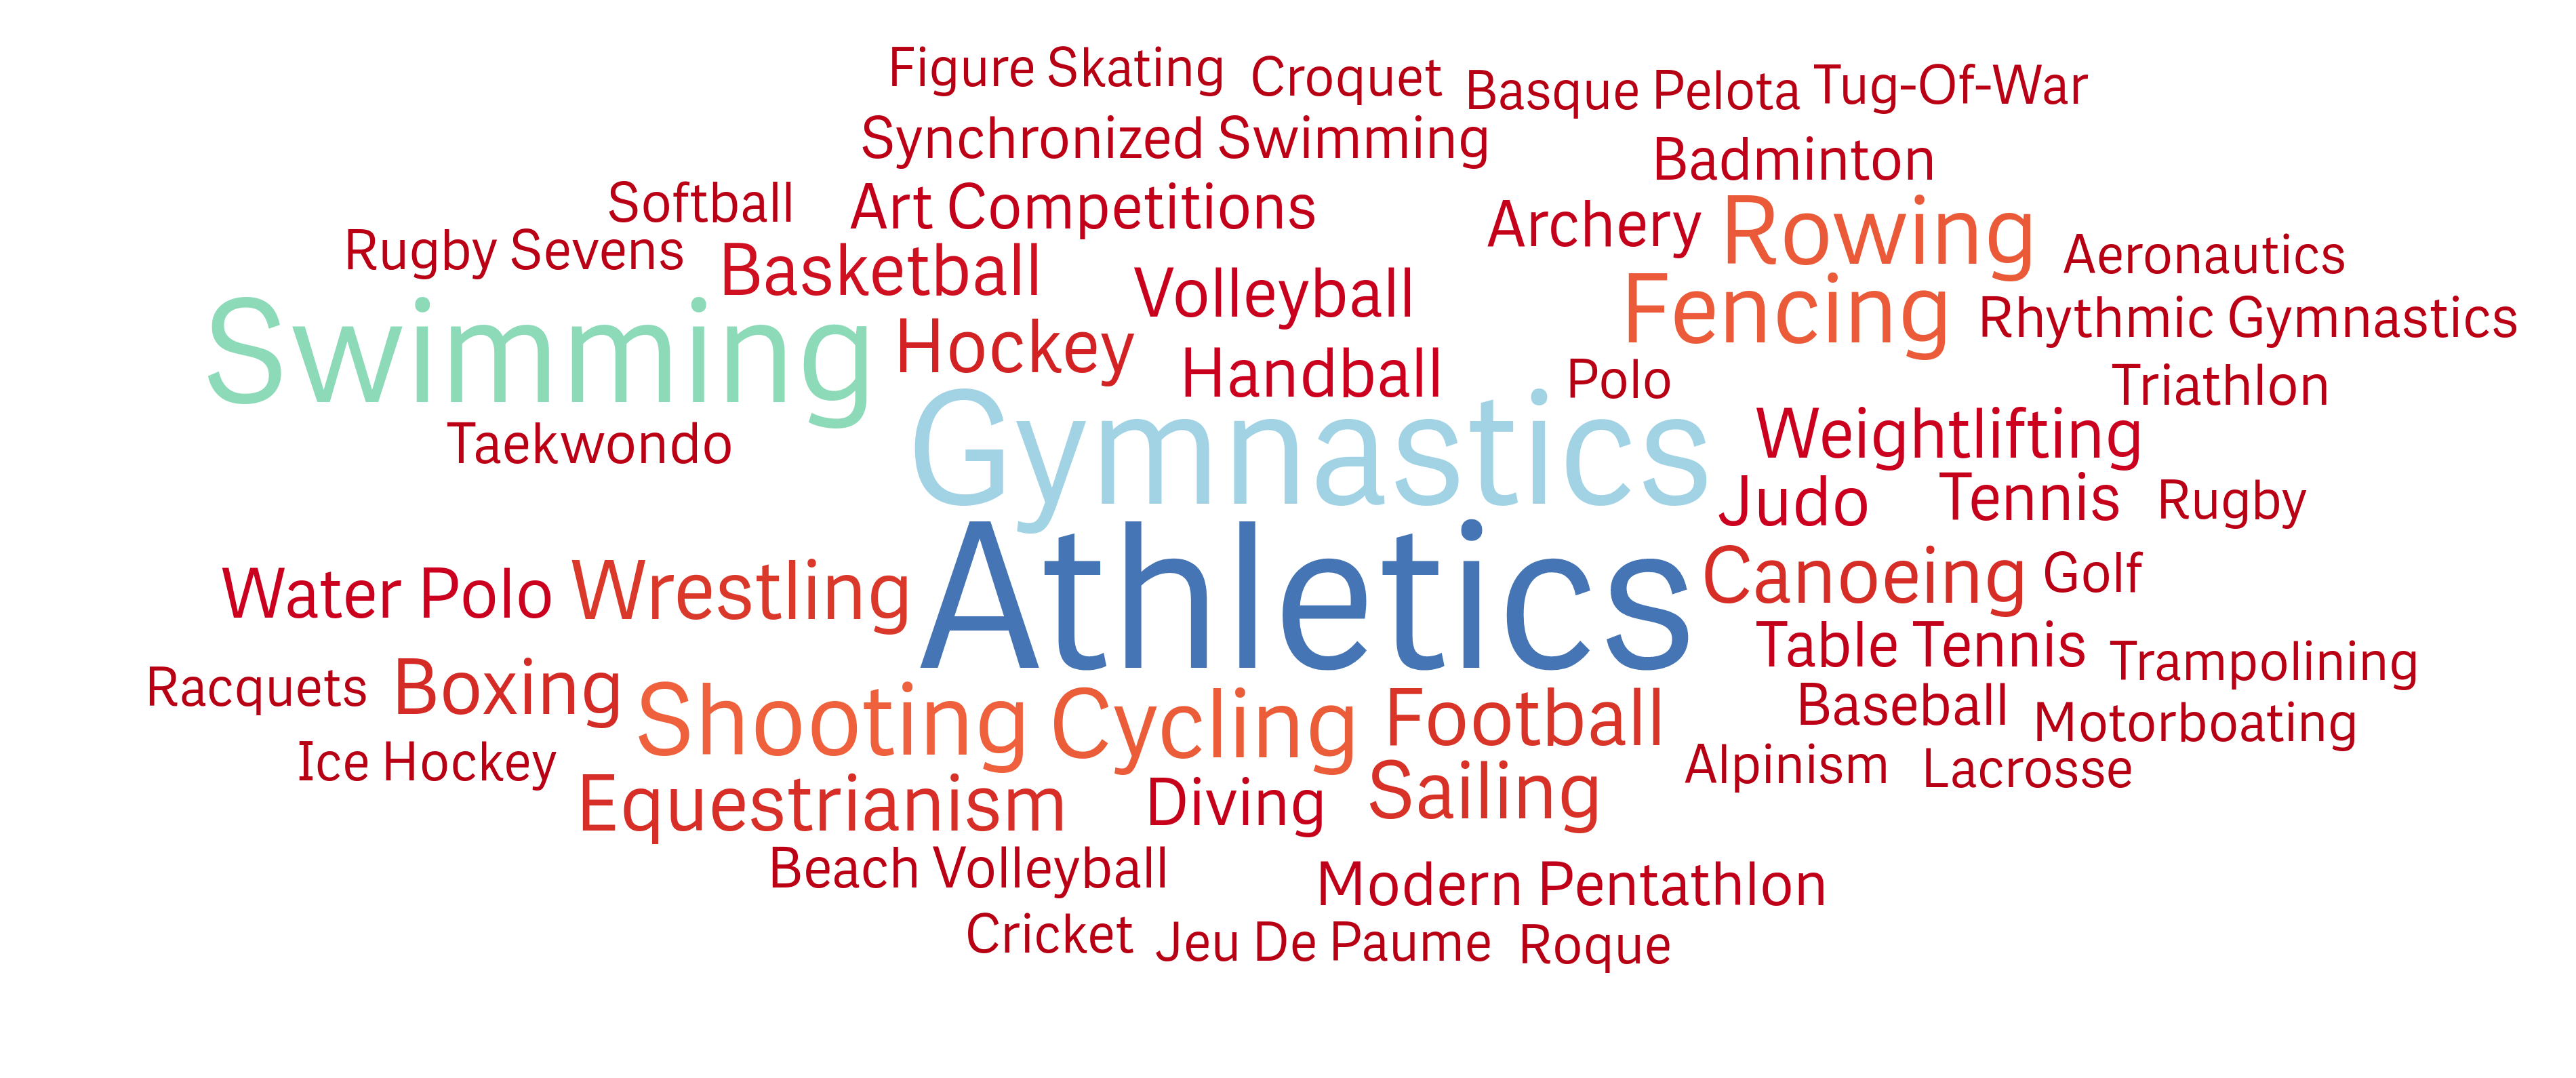 Figure Skating
Croquet
Basque Pelota
Tug-Of-War
Synchronized Swimming
Badminton
Softball
Art Competitions
Archery
Rowing
Rugby Sevens
Basketball
Volleyball
Aeronautics
Swimming
Hockey
Fencing
Rhythmic Gymnastics
Handball
Polo
Triathlon
Taekwondo
Gymnastics
Weightlifting
Judo
Tennis
Rugby
Water Polo
Wrestling
Athletics
Canoeing
Golf
Table Tennis
Trampolining
Racquets
Boxing
Shooting
Cycling
Football
Baseball
Motorboating
Ice Hockey
Equestrianism
Diving
Sailing
Alpinism
Lacrosse
Beach Volleyball
Modern Pentathlon
Cricket
Jeu De Paume
Roque